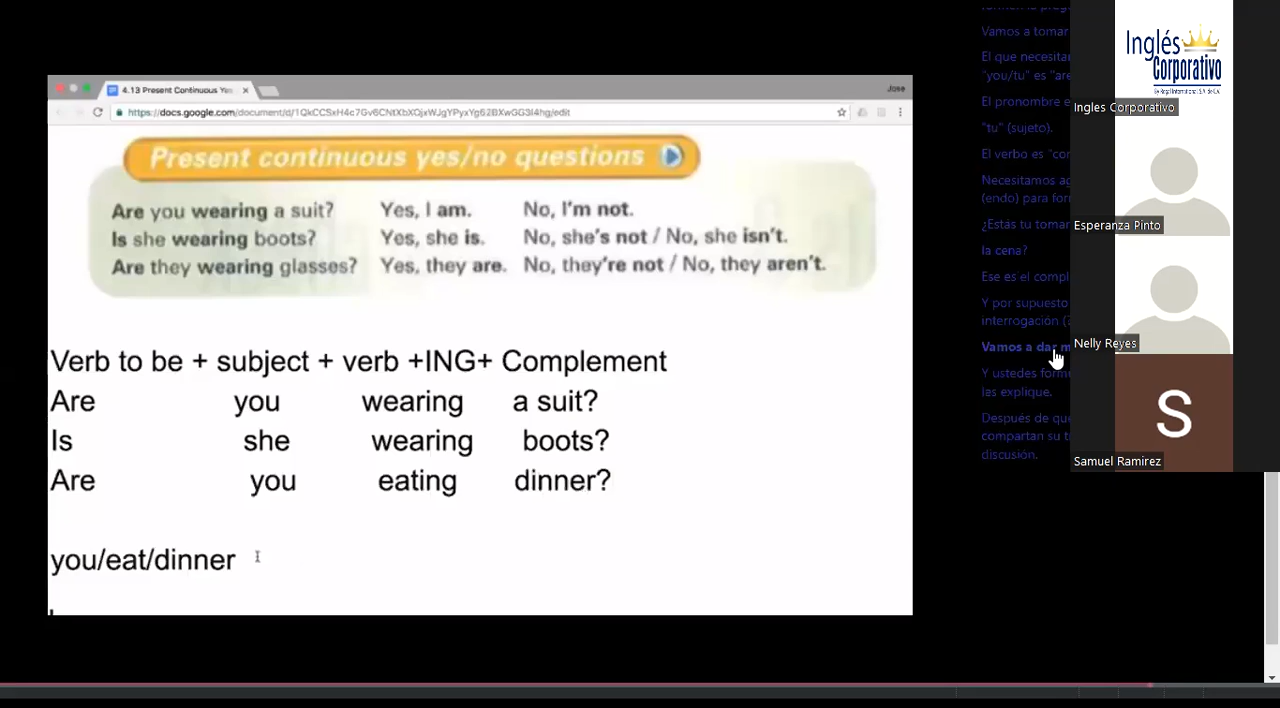 4.13 Present Continuous Yes
Jose
https://docs.google.com/document/d/1QkCCSxH4c7Gv6CNtXbXOjxWJgYPyxYg62BXwGG3l4hg/edit
Present continuous yes/no questions
Are you wearing a suit? Yes, I am. No, I'm not.
Is she wearing boots? Yes, she is. No, she's not / No, she isn't.
Are they wearing glasses? Yes, they are. No, they're not / No, they aren't.
Verb to be + subject + verb +ING+ Complement
Are you wearing a suit?
Is she wearing boots?
Are you eating dinner?
you/eat/dinner
Vamos a tomar
El que necesitar
"you/tu" es "are
El pronombre e
"tu" (sujeto).
El verbo es "com
Necesitamos ag
(endo) para for
¿Estás tu tomar
la cena?
Ese es el compl
Y por supuesto
interrogación (?
Vamos a dar m
Y ustedes forme
les explique.
Después de que
compartan su t
discusión.
Inglés
Corporativo
Ingles Corporativo
Esperanza Pinto
Nelly Reyes
S
Samuel Ramirez